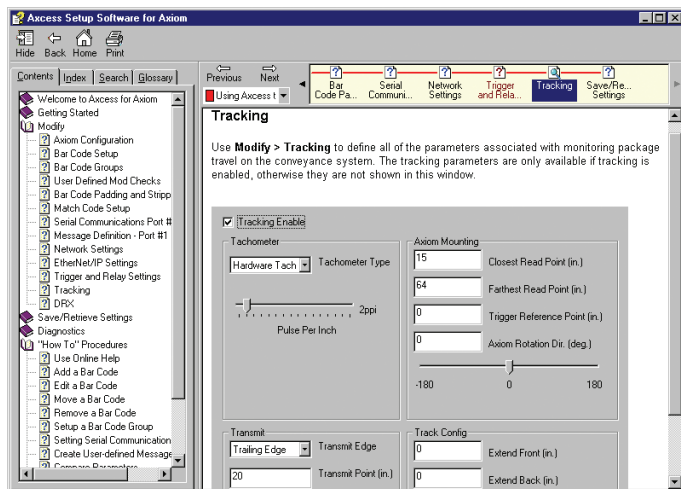 Axcess Setup Software for Axiom
Hide Back Home Print
Contents Index Search Glossary
Welcome to Axcess for Axiom
Getting Started
Modify
Axiom Configuration
Bar Code Setup
Bar Code Groups
User Defined Mod Checks
Bar Code Padding and Stripp
Match Code Setup
Serial Communications Port #
Message Definition - Port #1
Network Settings
EtherNet/IP Settings
Trigger and Relay Settings
Tracking
DRX
Save/Retrieve Settings
Diagnostics
"How To" Procedures
Use Online Help
Add a Bar Code
Edit a Bar Code
Move a Bar Code
Remove a Bar Code
Setup a Bar Code Group
Setting Serial Communication
Create User-defined Message
Compare Parameters
Previous Next
Using Axcess t
Bar Code Pa...
Serial Communi...
Network Settings
Trigger and Rela...
Tracking
Save/Re... Settings
Tracking
Use Modify > Tracking to define all of the parameters associated with monitoring package
travel on the conveyance system. The tracking parameters are only available if tracking is
enabled, otherwise they are not shown in this window.
Tracking Enable
Tachometer
Hardware Tach Tachometer Type
2ppi
Pulse Per Inch
Axiom Mounting
15 Closest Read Point (in.)
64 Farthest Read Point (in.)
0 Trigger Reference Point (in.)
0 Axiom Rotation Dir. (deg.)
-180 0 180
Transmit
Trailing Edge Transmit Edge
20 Transmit Point (in.)
Track Config
0 Extend Front (in.)
0 Extend Back (in.)